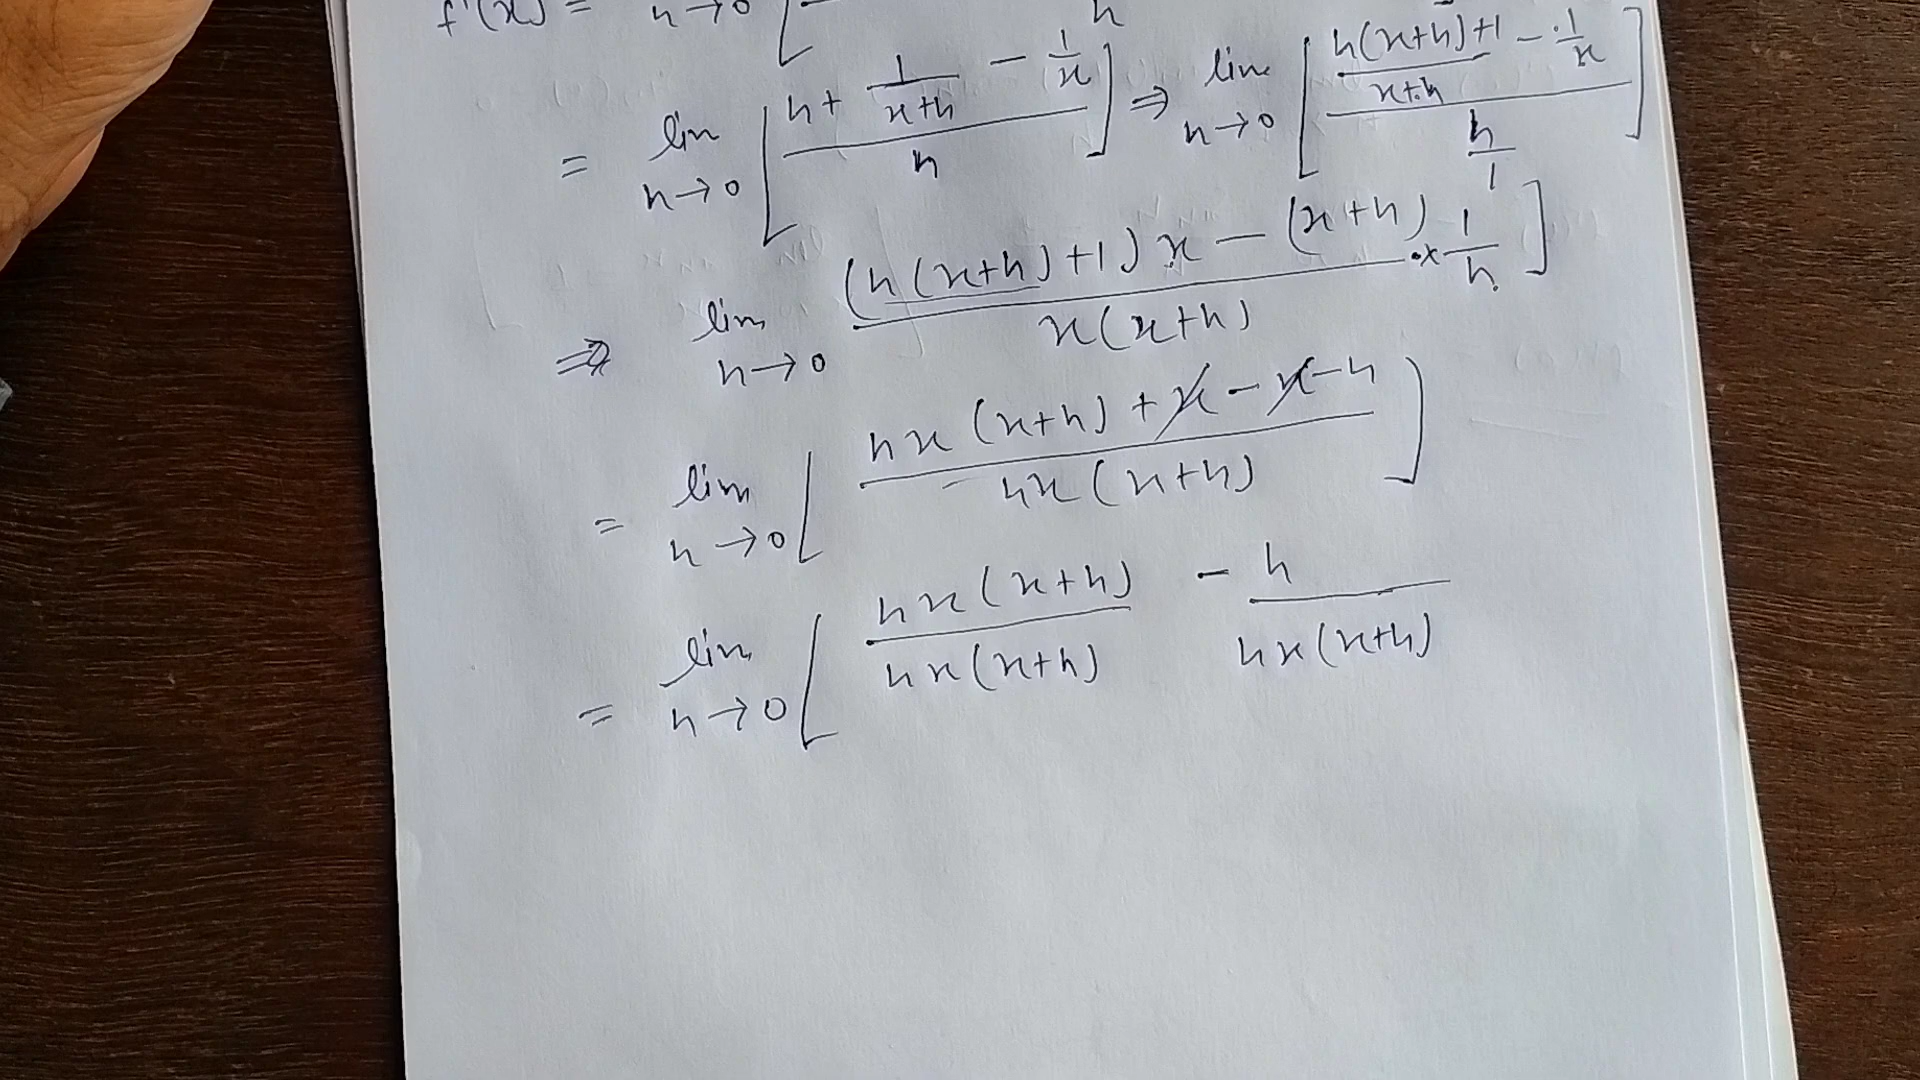 f'(x) = h→0 [ h
= lim h→0 [ (h + 1/(x+h) - 1/x) / h ] ⇒ lim h→0 [ ((h(x+h)+1)/(x+h) - 1/x) / (h/1) ]
⇒ lim h→0 ((h(x+h)+1)x - (x+h)) / (x(x+h)) × 1/h ]
= lim h→0 [ (hx(x+h) + x - x - h) / (hx(x+h)) ]
= lim h→0 [ hx(x+h) / hx(x+h) - h / hx(x+h)